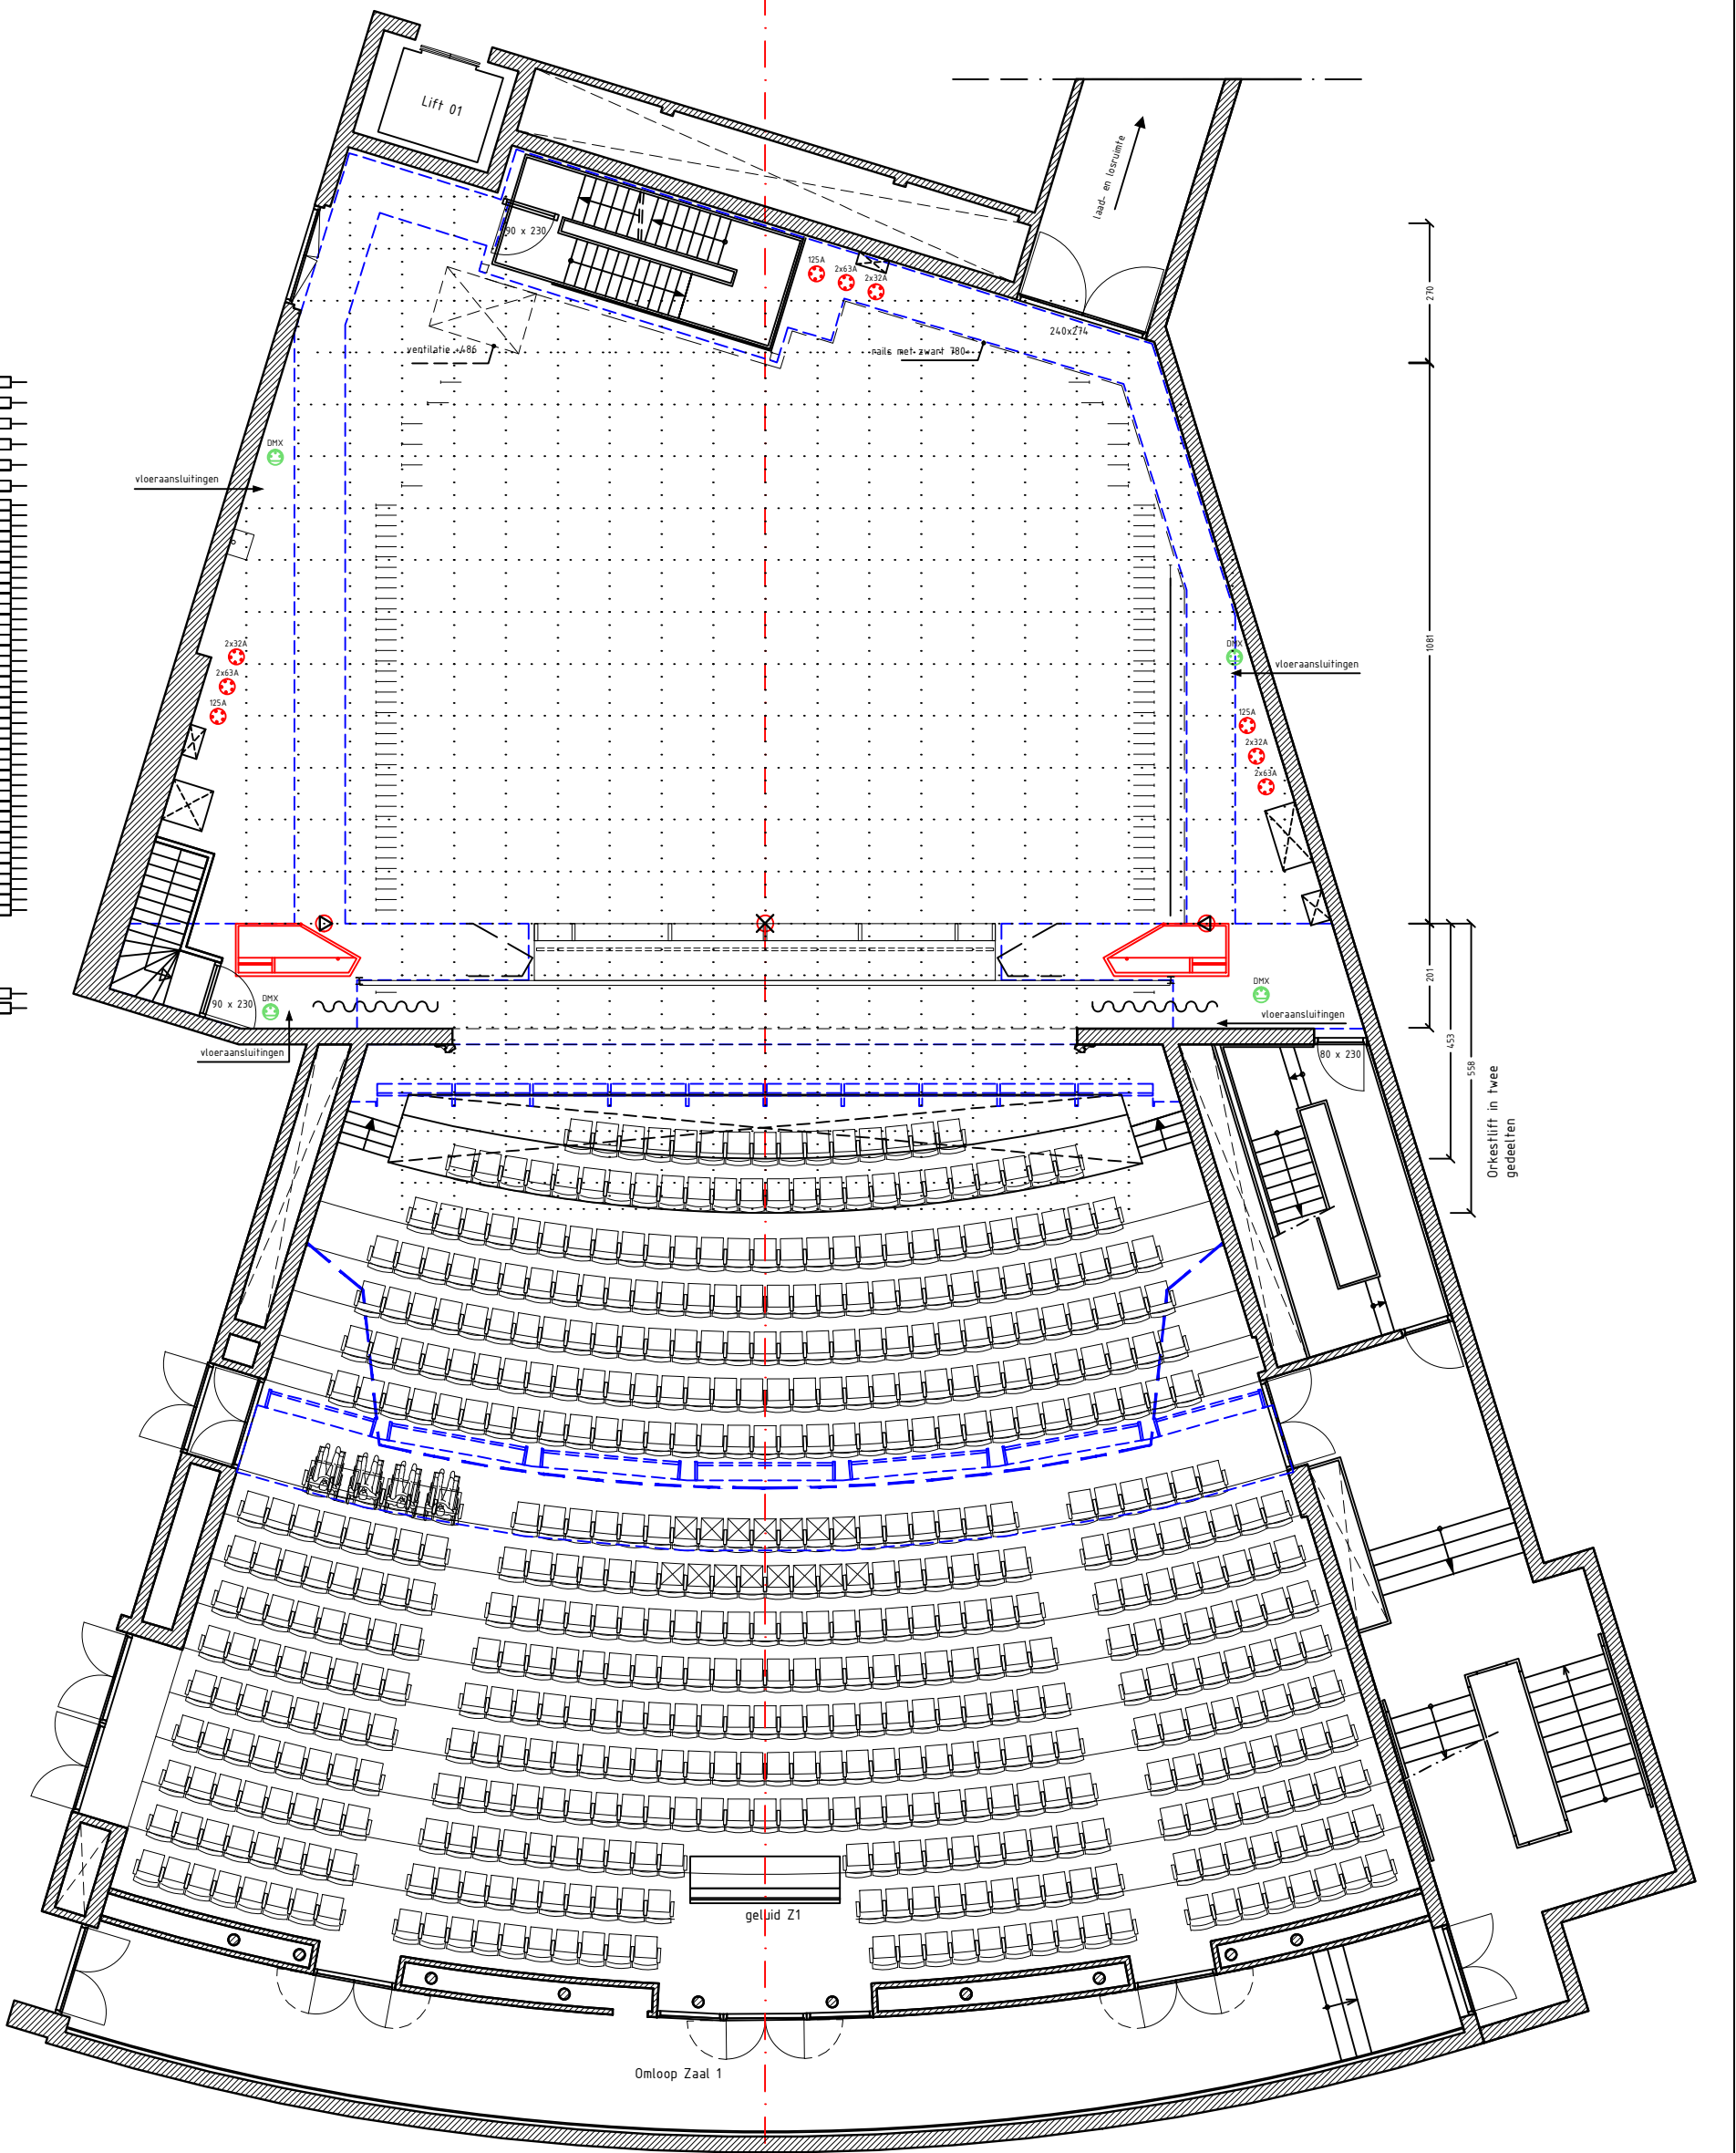 Lift 01
laad- en losruimte
90 x 230
125A
2x63A
2x32A
240x274
ventilatie +486
rails met zwart 780
270
DMX
vloeraansluitingen
1081
2x32A
2x63A
125A
DMX
vloeraansluitingen
125A
2x32A
2x63A
90 x 230
DMX
DMX
201
vloeraansluitingen
vloeraansluitingen
80 x 230
453
558
Orkestlift in twee
gedeelten
geluid Z1
Omloop Zaal 1